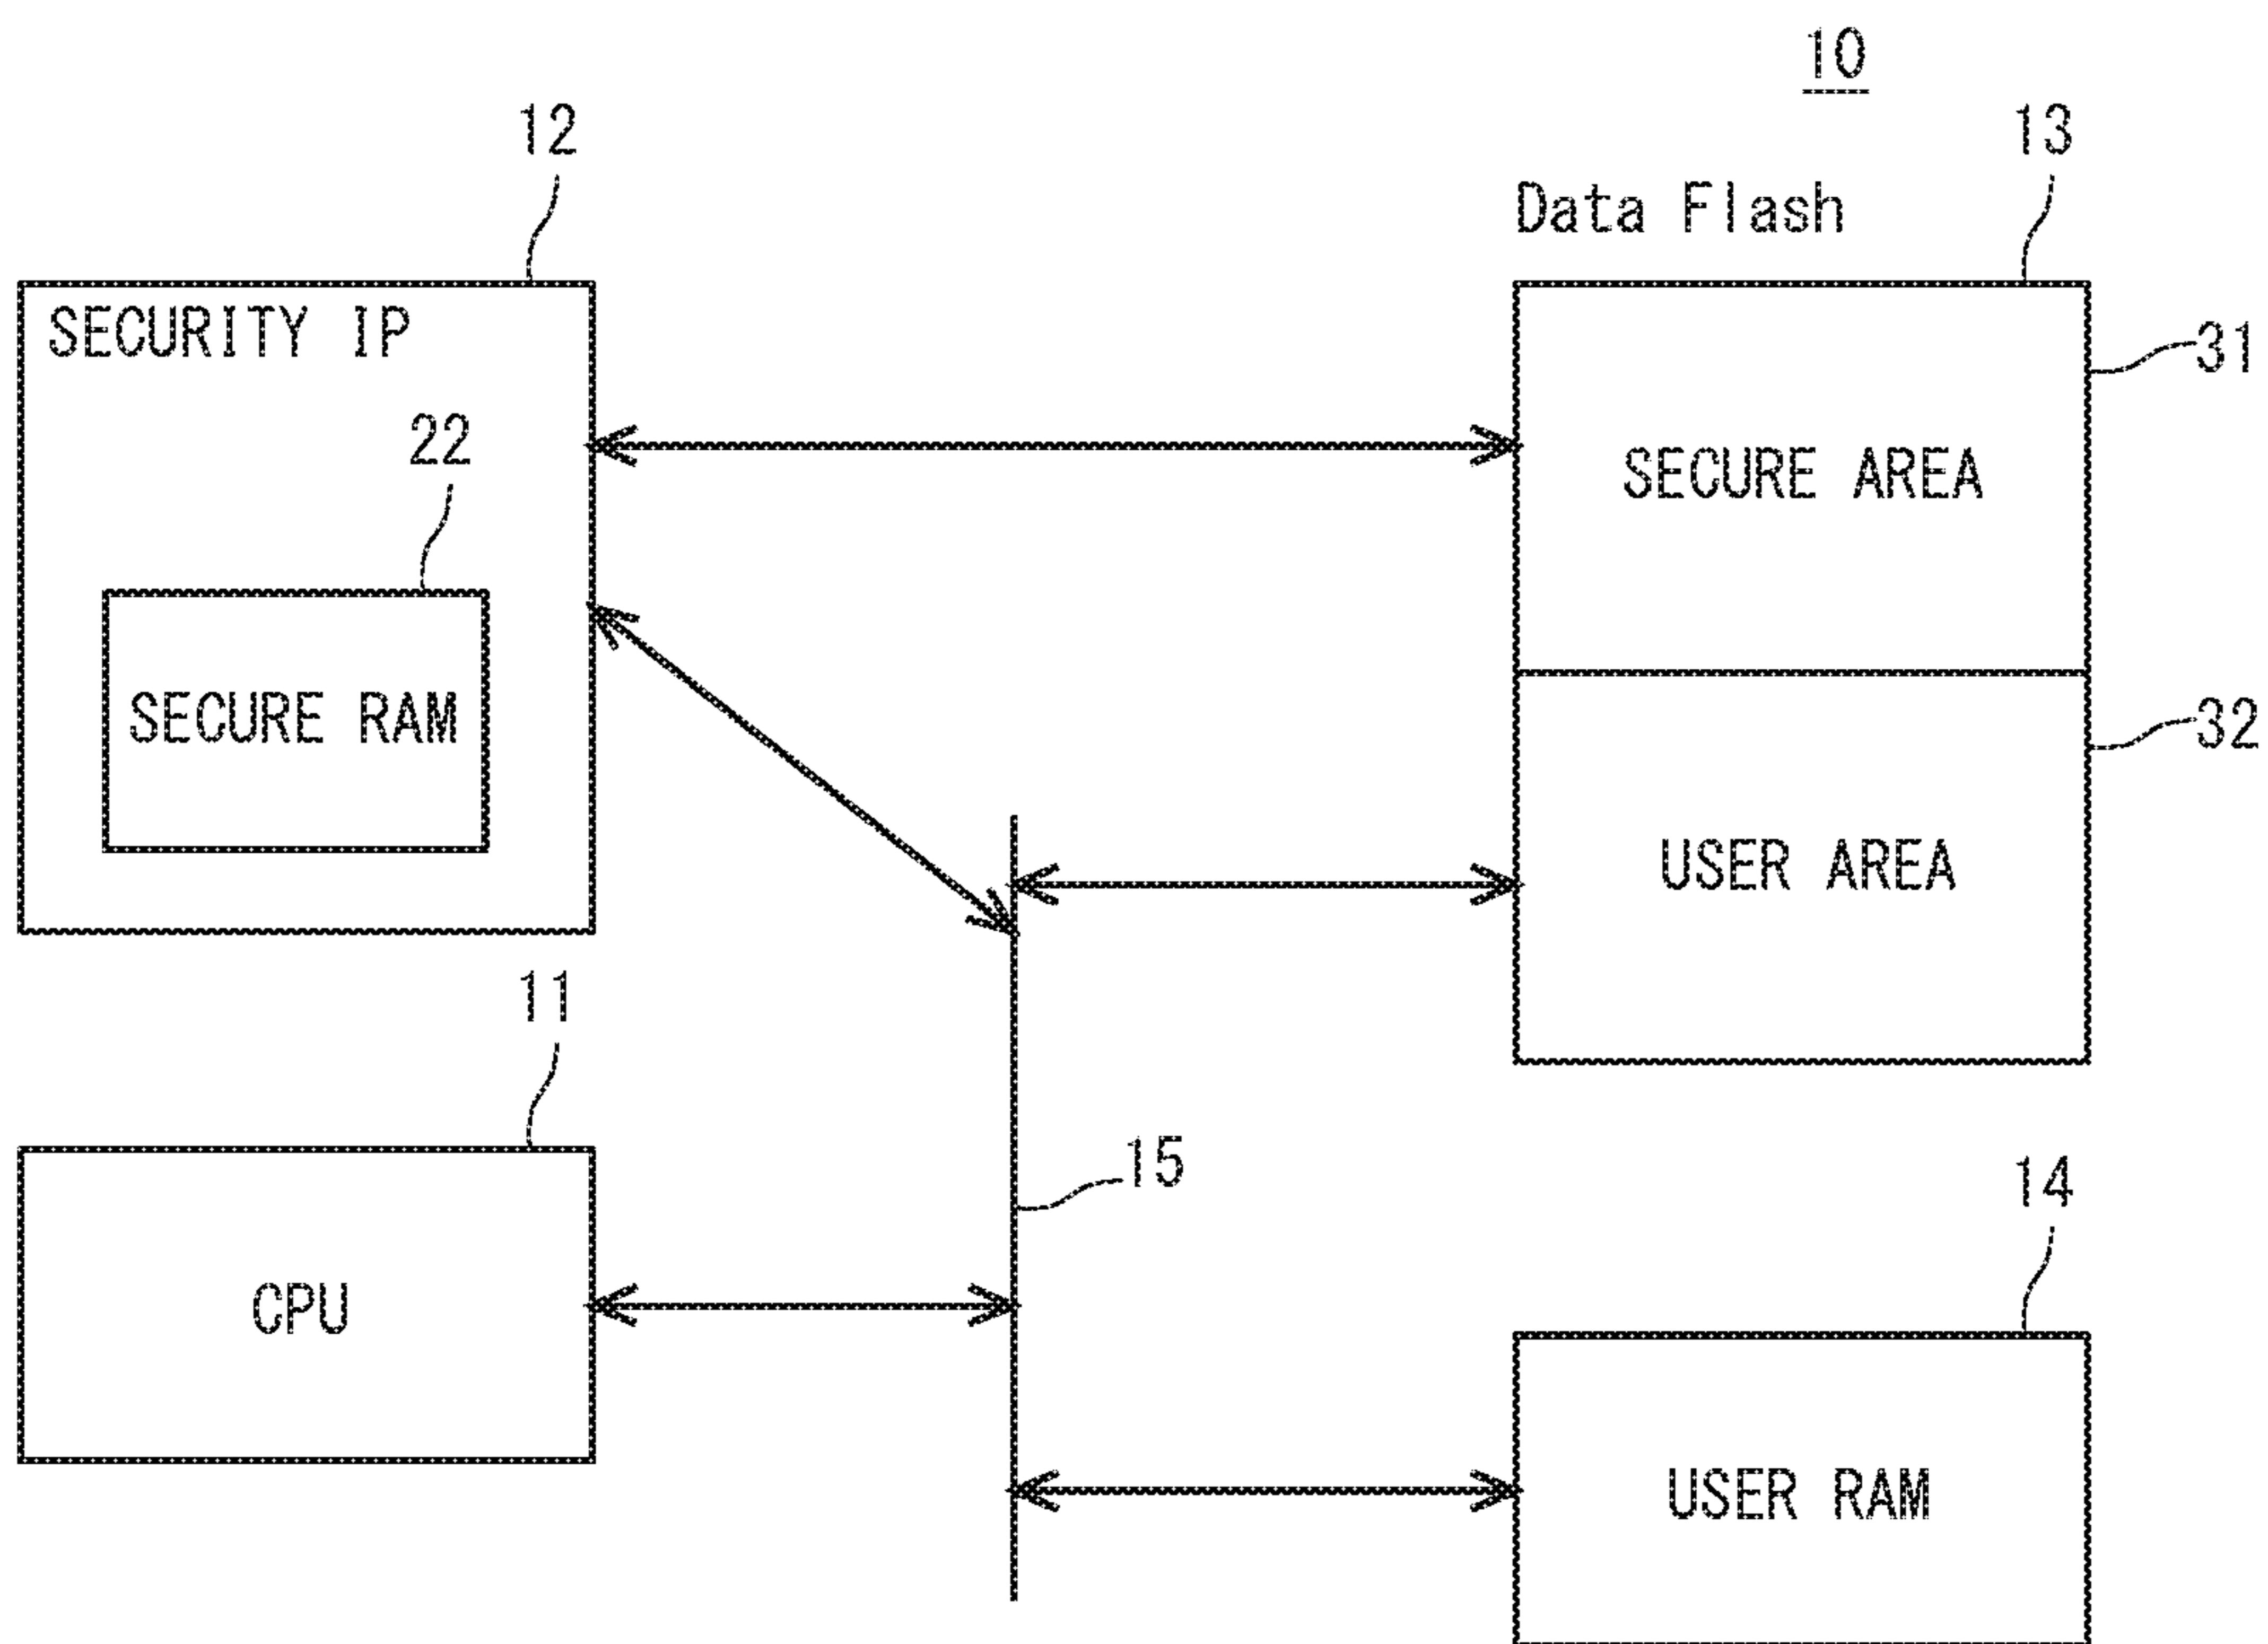 10
12
13
Data Flash
SECURITY IP
31
22
SECURE AREA
SECURE RAM
32
USER AREA
11
15
14
CPU
USER RAM